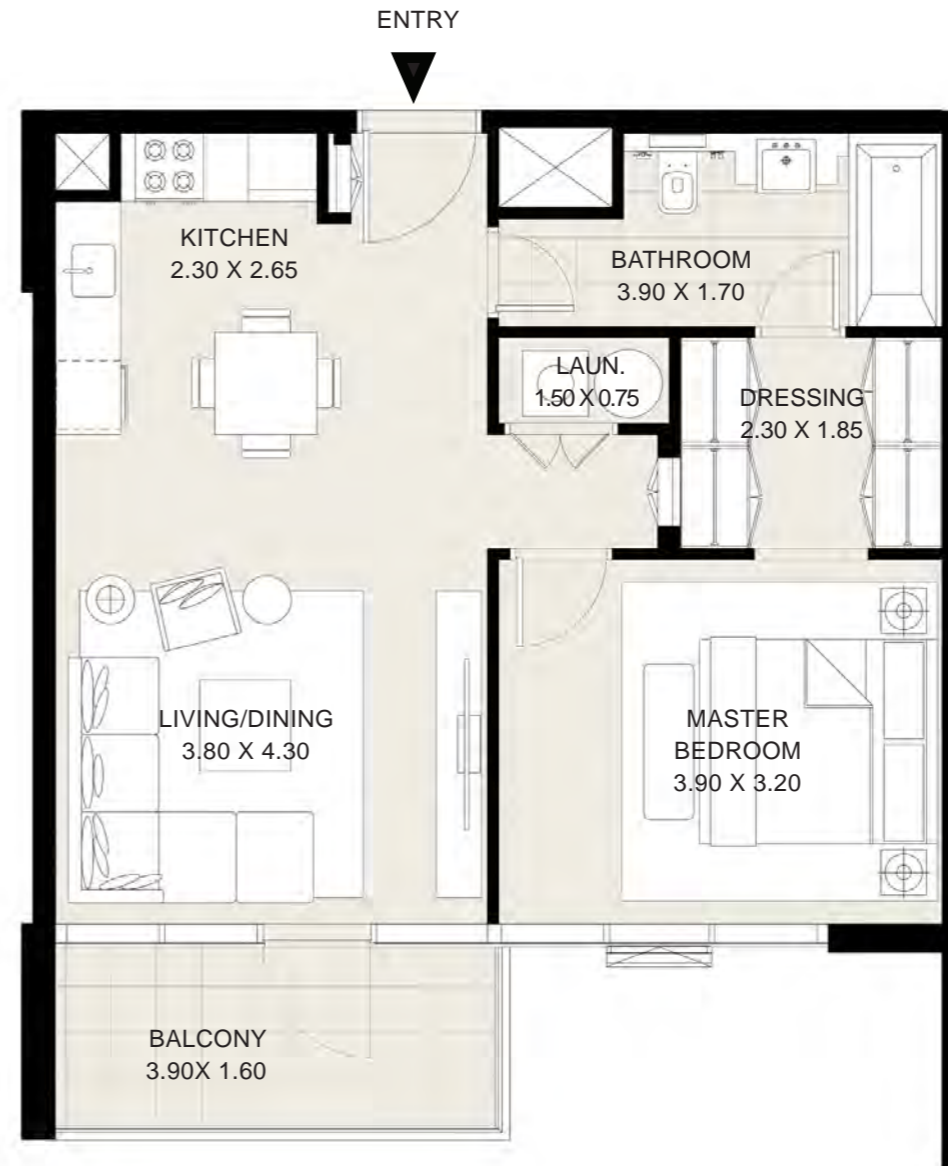 ENTRY
KITCHEN
2.30 X 2.65
BATHROOM
3.90 X 1.70
LAUN.
1.50 X 0.75
DRESSING
2.30 X 1.85
LIVING/DINING
3.80 X 4.30
MASTER
BEDROOM
3.90 X 3.20
BALCONY
3.90X 1.60